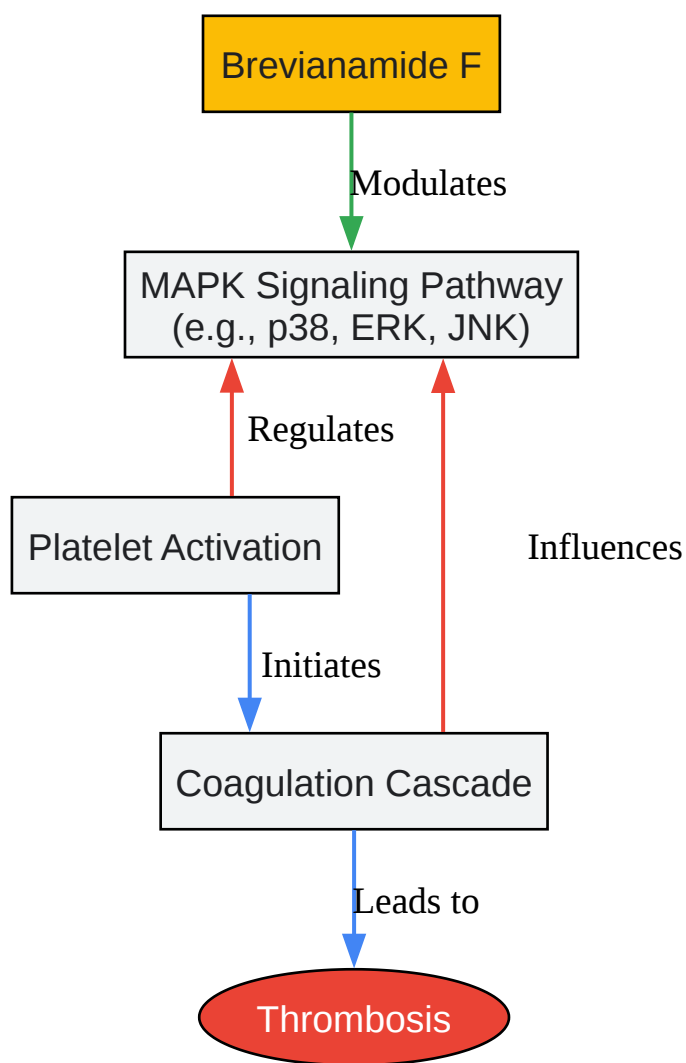 Brevianamide F
Modulates
MAPK Signaling Pathway
(e.g., p38, ERK, JNK)
Regulates
Platelet Activation
Influences
Initiates
Coagulation Cascade
Leads to
Thrombosis